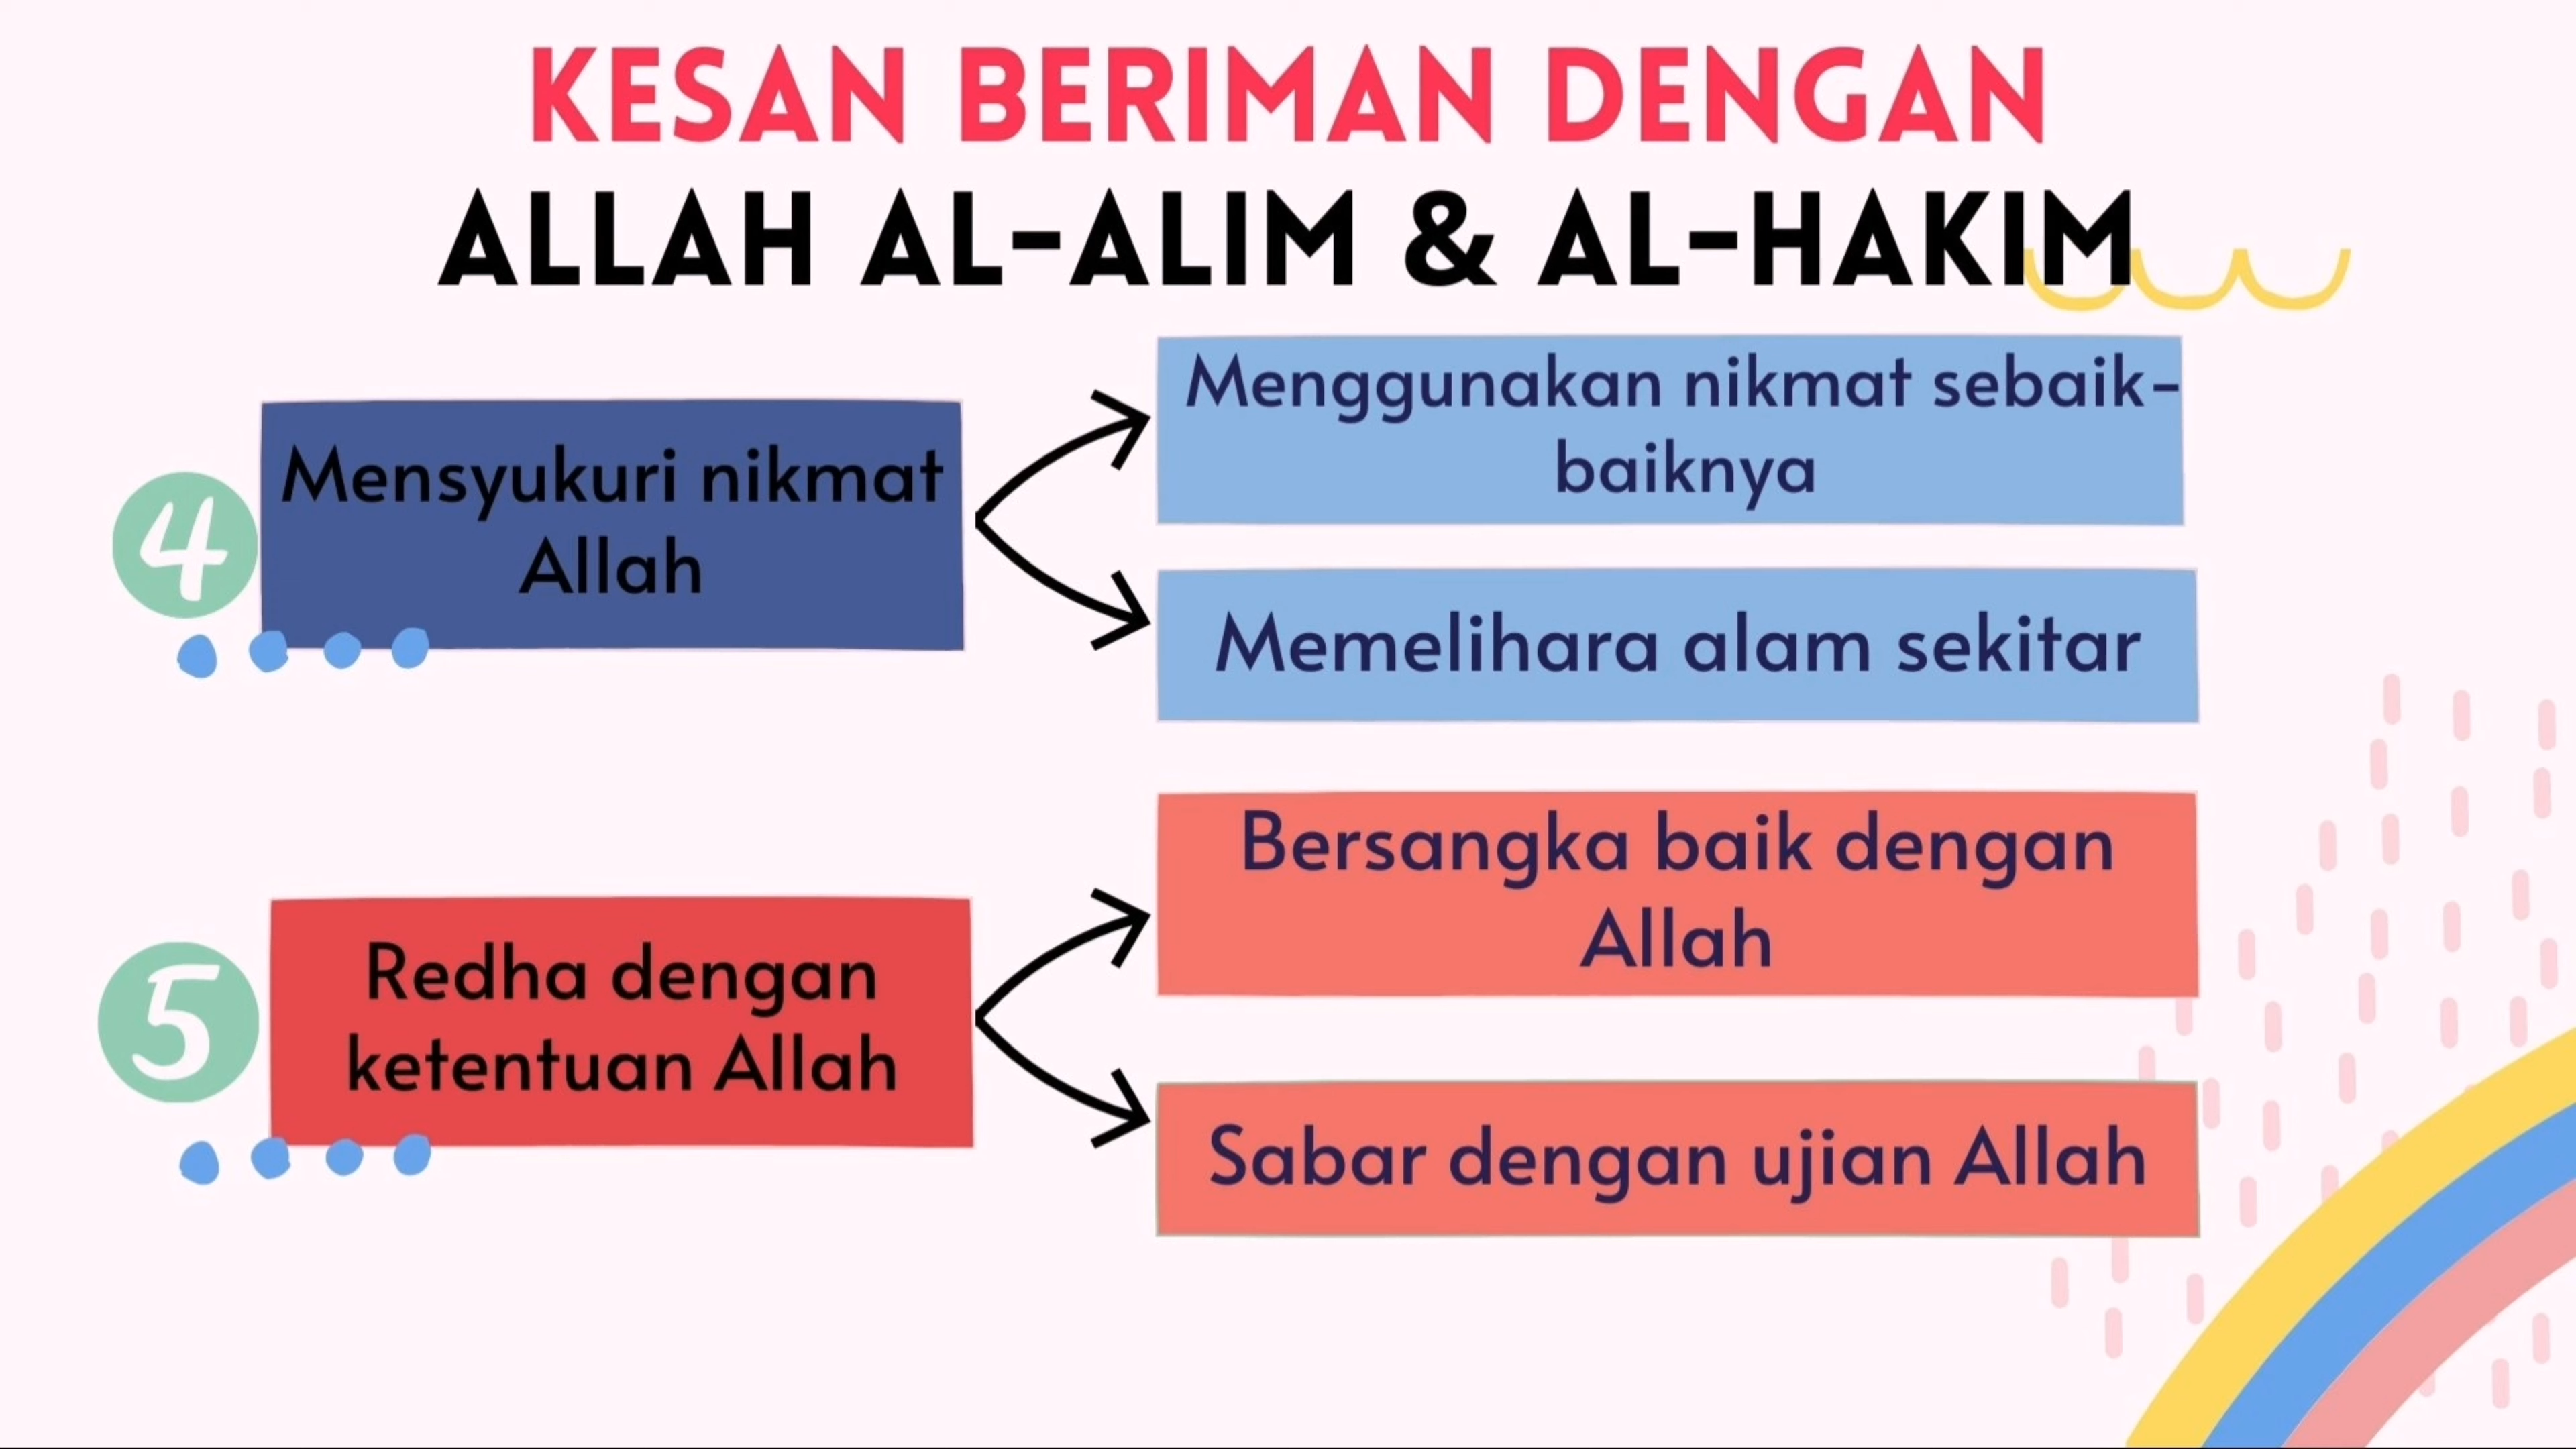 KESAN BERIMAN DENGAN
ALLAH AL-ALIM & AL-HAKIM
4
Mensyukuri nikmat
Allah
Menggunakan nikmat sebaik-
baiknya
Memelihara alam sekitar
5
Redha dengan
ketentuan Allah
Bersangka baik dengan
Allah
Sabar dengan ujian Allah